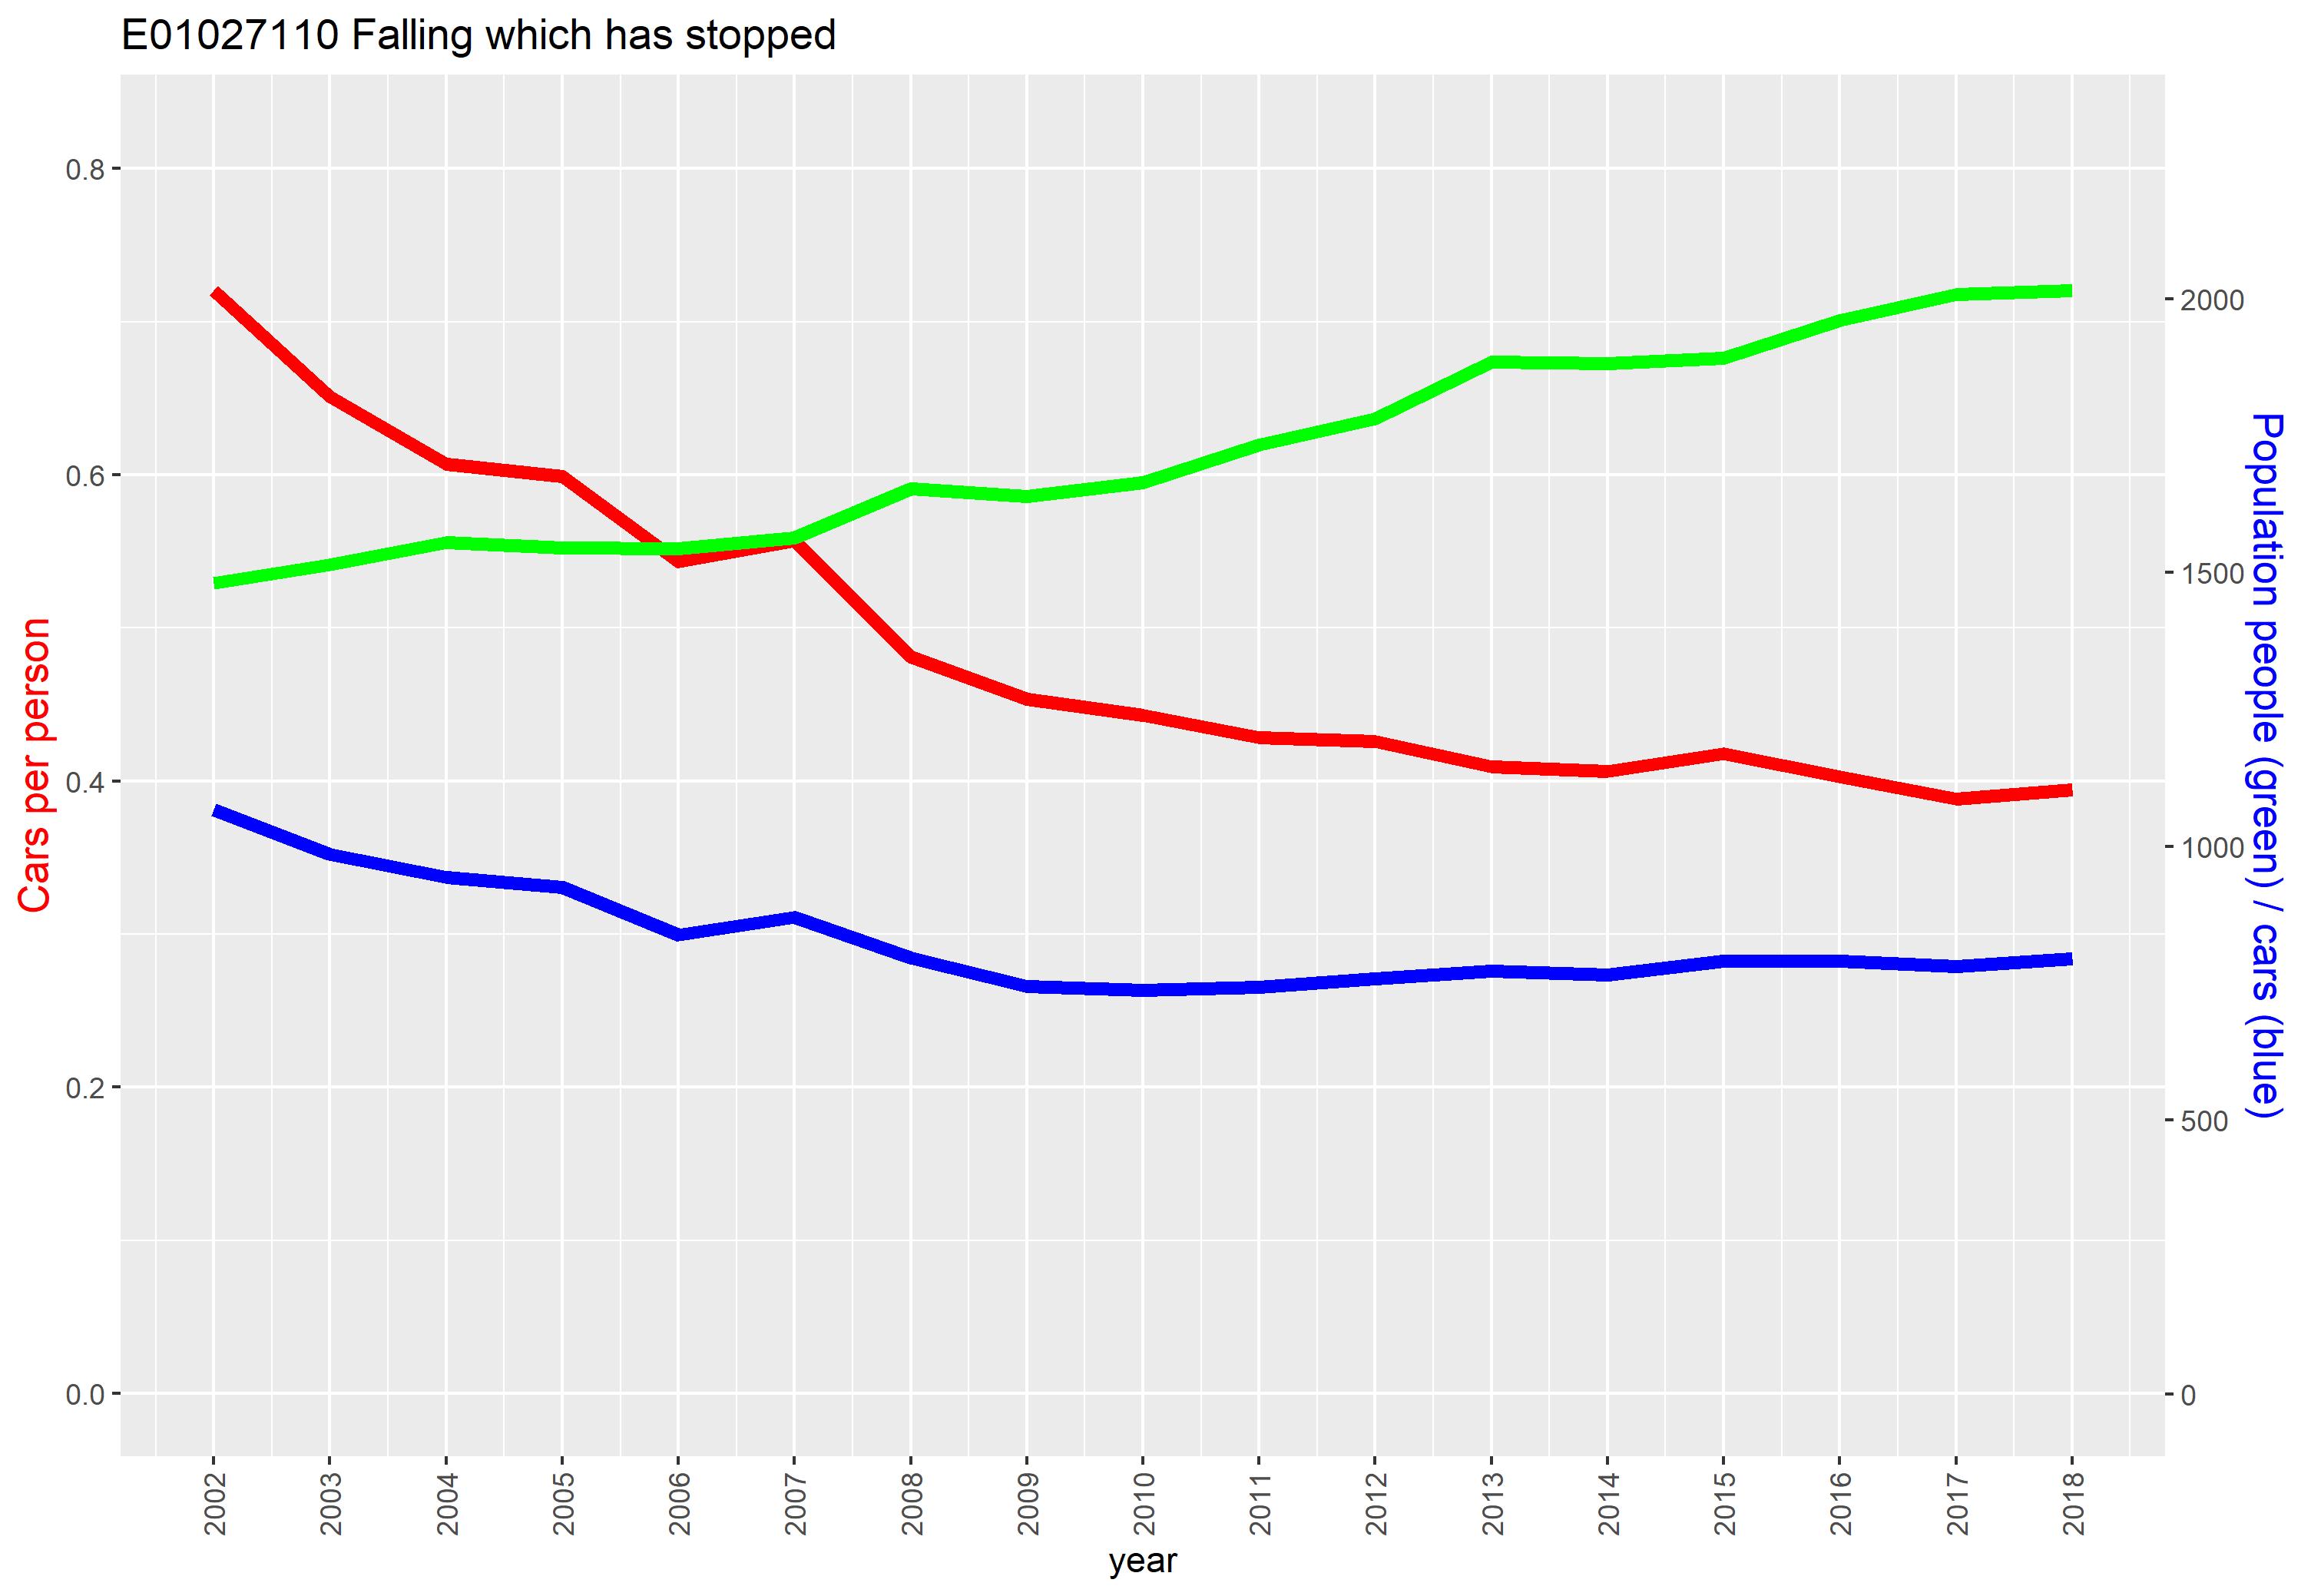 E01027110 Falling which has stopped
Cars per person
0.8
0.6
0.4
0.2
0.0
2000
1500
1000
500
0
Population people (green) / cars (blue)
2002 2003 2004 2005 2006 2007 2008 2009 2010 2011 2012 2013 2014 2015 2016 2017 2018
year